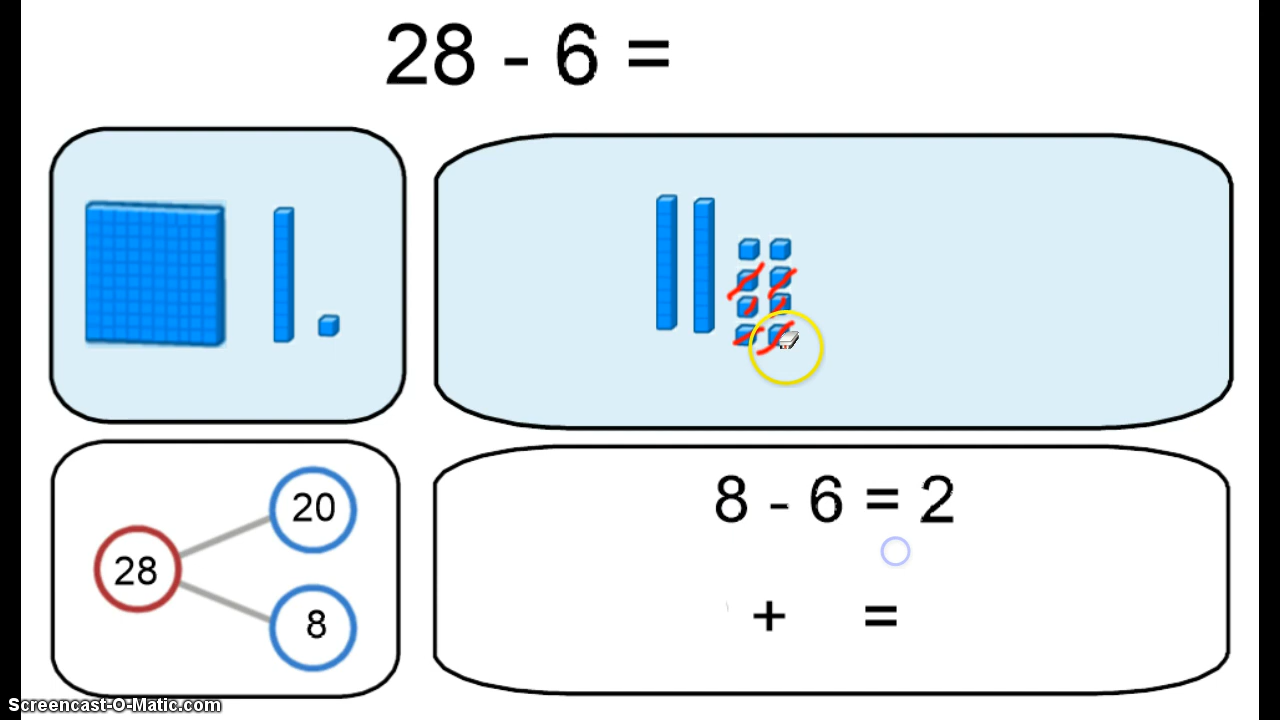 28 - 6 =
20
28
8
8 - 6 = 2
+ =
Screencast-O-Matic.com